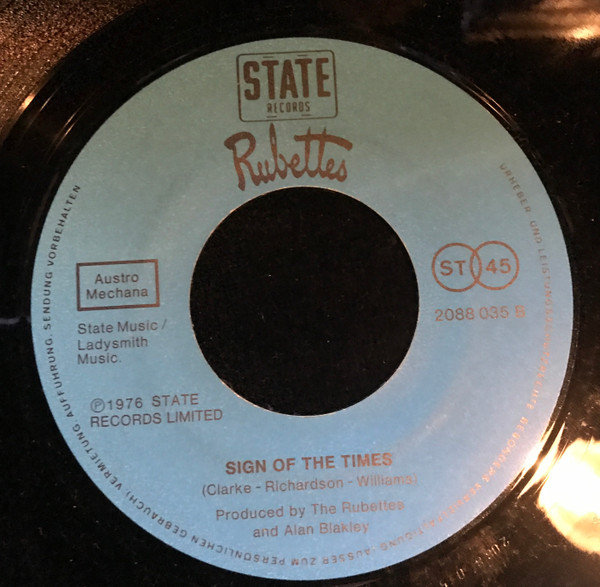 STATE
RECORDS
Rubettes
Austro
Mechana
State Music/
Ladysmith
Music.
ST 45
2088 035 B
℗1976 STATE
RECORDS LIMITED
SIGN OF THE TIMES
(Clarke - Richardson - Williams)
Produced by The Rubettes
and Alan Blakley
URHEBER- UND LEISTUNGSSCHUTZRECHTE
(AUSSER ZUM PERSÖNLICHEN GEBRAUCH) VERMIETUNG, AUFFÜHRUNG, SENDUNG VORBEHALTEN